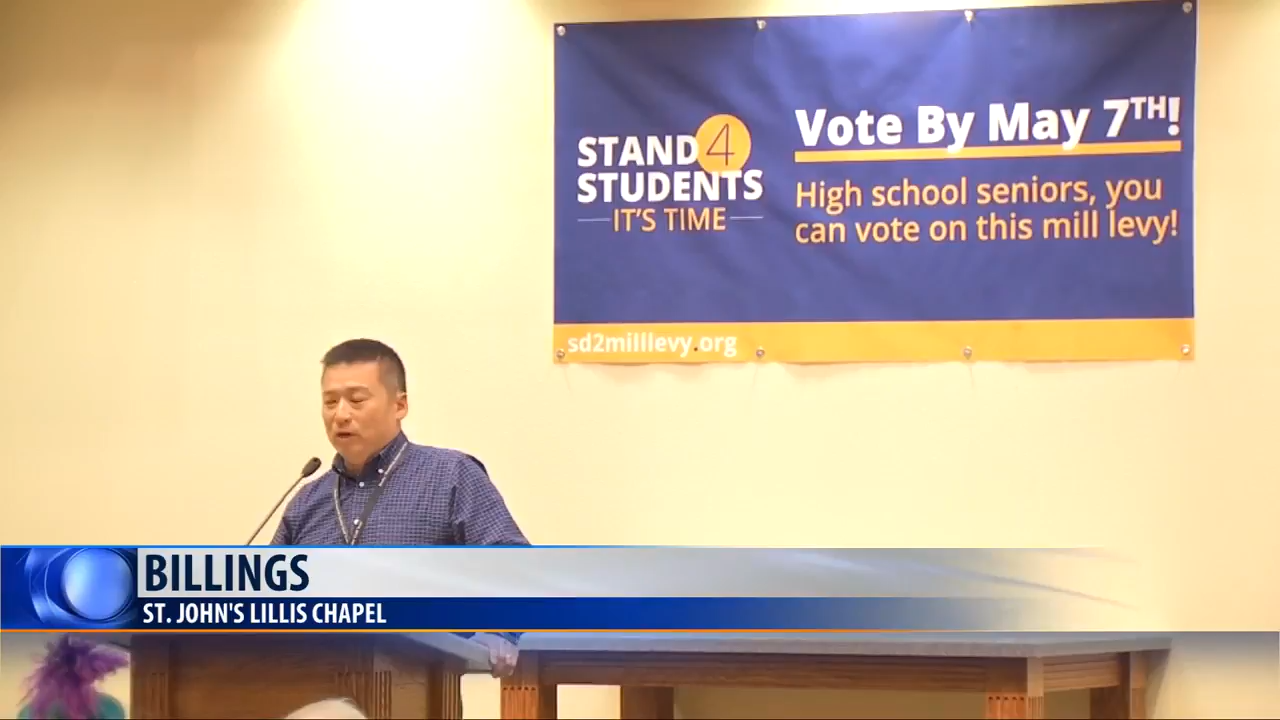 STAND 4
STUDENTS
IT'S TIME
Vote By May 7TH!
High school seniors, you
can vote on this mill levy!
sd2milllevy.org
BILLINGS
ST. JOHN'S LILLIS CHAPEL